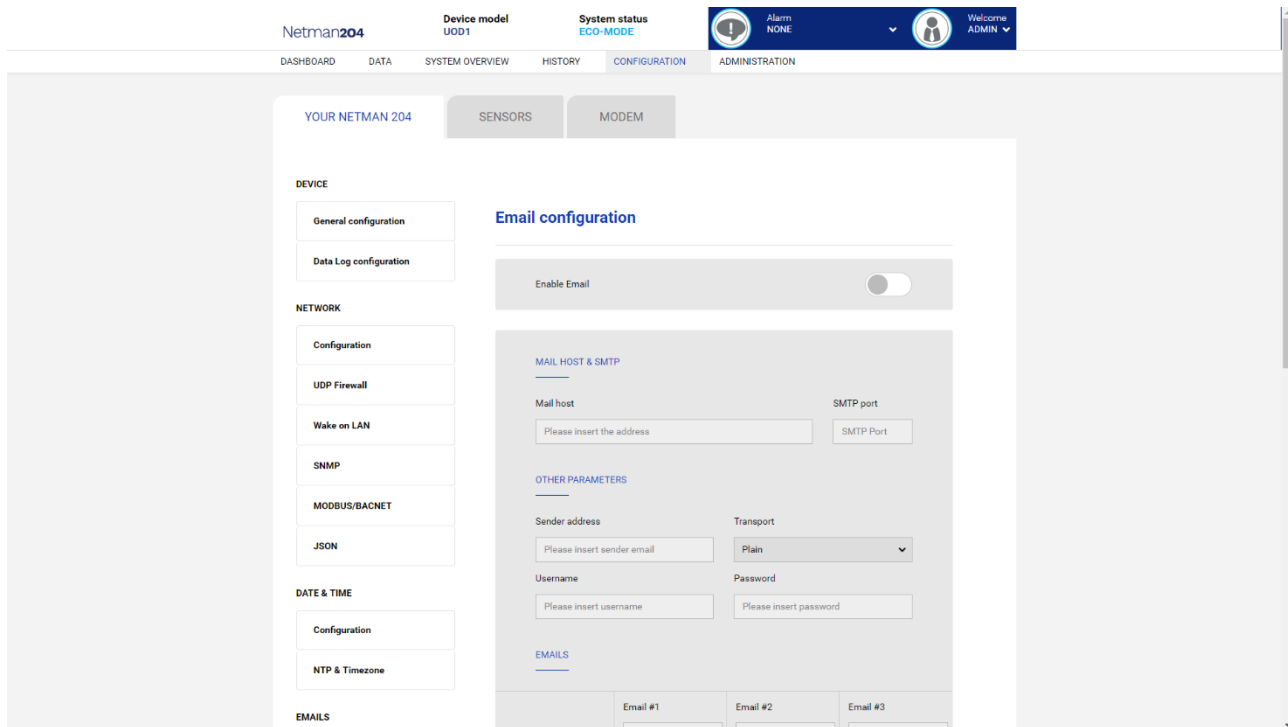 Netman204
Device model
UOD1
System status
ECO-MODE
Alarm
NONE
Welcome
ADMIN
DASHBOARD DATA SYSTEM OVERVIEW HISTORY CONFIGURATION ADMINISTRATION
YOUR NETMAN 204 SENSORS MODEM
DEVICE
General configuration
Data Log configuration
NETWORK
Configuration
UDP Firewall
Wake on LAN
SNMP
MODBUS/BACNET
JSON
DATE & TIME
Configuration
NTP & Timezone
EMAILS
Email configuration
Enable Email
MAIL HOST & SMTP
Mail host SMTP port
Please insert the address SMTP Port
OTHER PARAMETERS
Sender address Transport
Please insert sender email Plain
Username Password
Please insert username Please insert password
EMAILS
Email #1 Email #2 Email #3